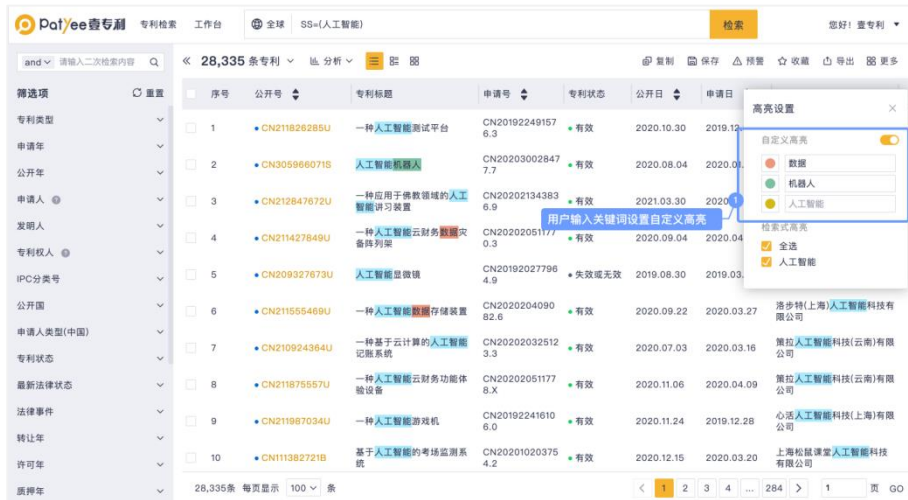 Patyee壹专利 专利检索 工作台 全球 SS=(人工智能) 检索 您好！壹专利
and 请输入二次检索内容
28,335 条专利 分析 复制 保存 预警 收藏 导出 更多
筛选项 重置
专利类型
申请年
公开年
申请人
发明人
专利权人
IPC分类号
公开国
申请人类型(中国)
专利状态
最新法律状态
法律事件
转让年
许可年
质押年
序号 公开号 专利标题 申请号 专利状态 公开日 申请日
1 CN211826285U 一种人工智能测试平台 CN20192249157
6.3 有效 2020.10.30 2019.12.
2 CN305966071S 人工智能机器人 CN20203002847
7.7 有效 2020.08.04 2020.01.
3 CN212847672U 一种应用于佛教领域的人工
智能讲习装置 CN20202134383
6.9 有效 2021.03.30 2020
4 CN211427849U 一种人工智能云财务数据灾
备阵列架 CN20202051177
0.3 有效 2020.09.04 2020.04
5 CN209327673U 人工智能显微镜 CN20192027796
4.9 失效或无效 2019.08.30 2019.03.
6 CN211555469U 一种人工智能数据存储装置 CN2020204090
82.6 有效 2020.09.22 2020.03.27 洛步特(上海)人工智能科技有
限公司
7 CN210924364U 一种基于云计算的人工智能
记账系统 CN20202032512
3.3 有效 2020.07.03 2020.03.16 策拉人工智能科技(云南)有限
公司
8 CN211875557U 一种人工智能云财务功能体
验设备 CN20202051177
8.X 有效 2020.11.06 2020.04.09 策拉人工智能科技(云南)有限
公司
9 CN211987034U 一种人工智能游戏机 CN20192241610
6.0 有效 2020.11.24 2019.12.28 心活人工智能科技(上海)有限
公司
10 CN111382721B 基于人工智能的考场监测系
统 CN20201020375
4.2 有效 2020.12.15 2020.03.20 上海松鼠课堂人工智能科技
有限公司
高亮设置
自定义高亮
数据
机器人
人工智能
1
用户输入关键词设置自定义高亮
检索式高亮
全选
人工智能
28,335条 每页显示 100 条 1 2 3 4 ... 284 1 页 GO